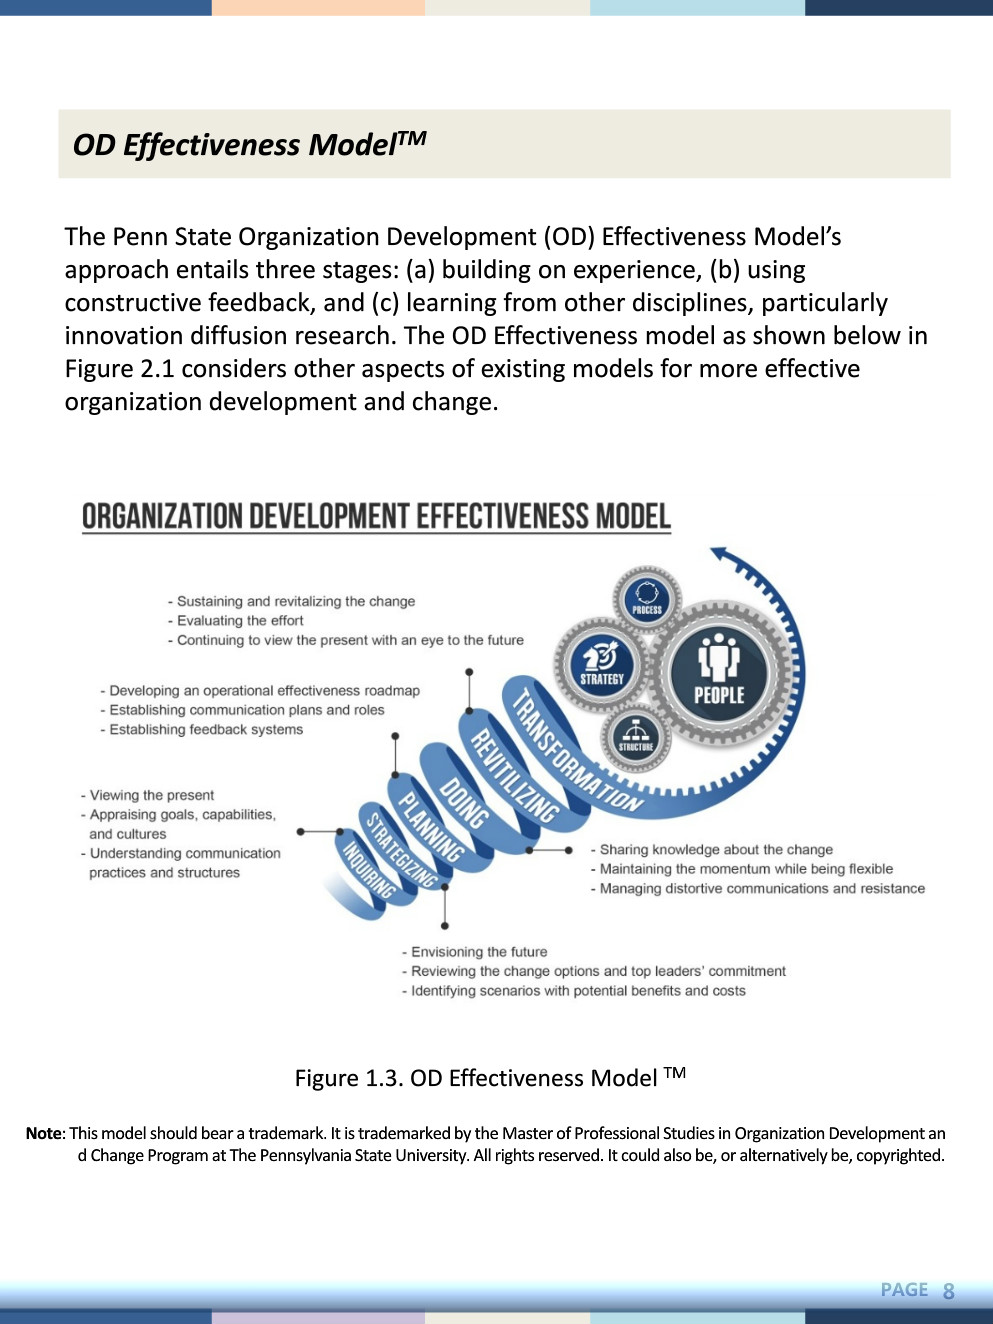 OD Effectiveness Model™
The Penn State Organization Development (OD) Effectiveness Model’s
approach entails three stages: (a) building on experience, (b) using
constructive feedback, and (c) learning from other disciplines, particularly
innovation diffusion research. The OD Effectiveness model as shown below in
Figure 2.1 considers other aspects of existing models for more effective
organization development and change.
ORGANIZATION DEVELOPMENT EFFECTIVENESS MODEL
- Sustaining and revitalizing the change
- Evaluating the effort
- Continuing to view the present with an eye to the future
PROCESS
STRATEGY
PEOPLE
STRUCTURE
- Developing an operational effectiveness roadmap
- Establishing communication plans and roles
- Establishing feedback systems
TRANSFORMATION
REVITILIZING
DOING
PLANNING
STRATEGIZING
INQUIRING
- Viewing the present
- Appraising goals, capabilities,
and cultures
- Understanding communication
practices and structures
- Sharing knowledge about the change
- Maintaining the momentum while being flexible
- Managing distortive communications and resistance
- Envisioning the future
- Reviewing the change options and top leaders’ commitment
- Identifying scenarios with potential benefits and costs
Figure 1.3. OD Effectiveness Model ™
Note: This model should bear a trademark. It is trademarked by the Master of Professional Studies in Organization Development an
d Change Program at The Pennsylvania State University. All rights reserved. It could also be, or alternatively be, copyrighted.
PAGE 8